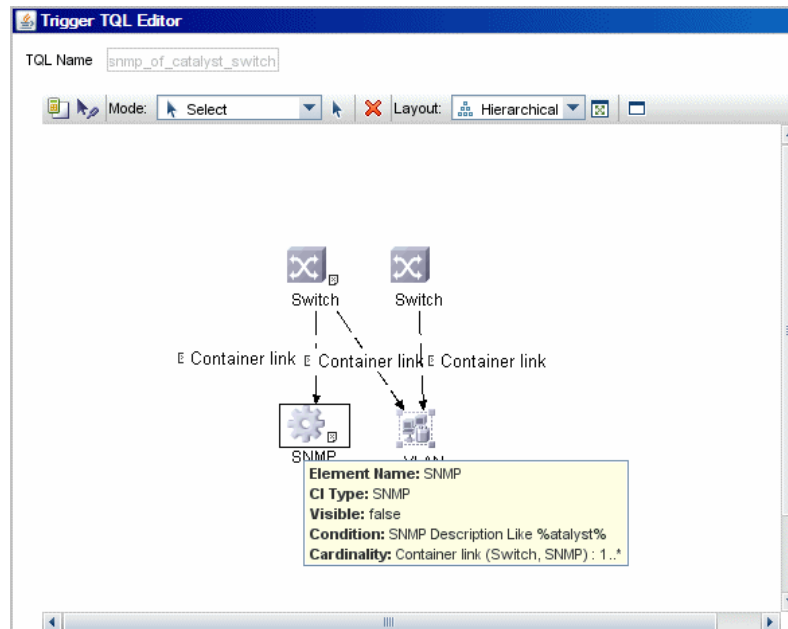 Trigger TQL Editor
TQL Name snmp_of_catalyst_switch
Mode: Select Layout: Hierarchical
Switch Switch
Container link Container link Container link
SNMP VLAN
Element Name: SNMP
CI Type: SNMP
Visible: false
Condition: SNMP Description Like %atalyst%
Cardinality: Container link (Switch, SNMP) : 1..*